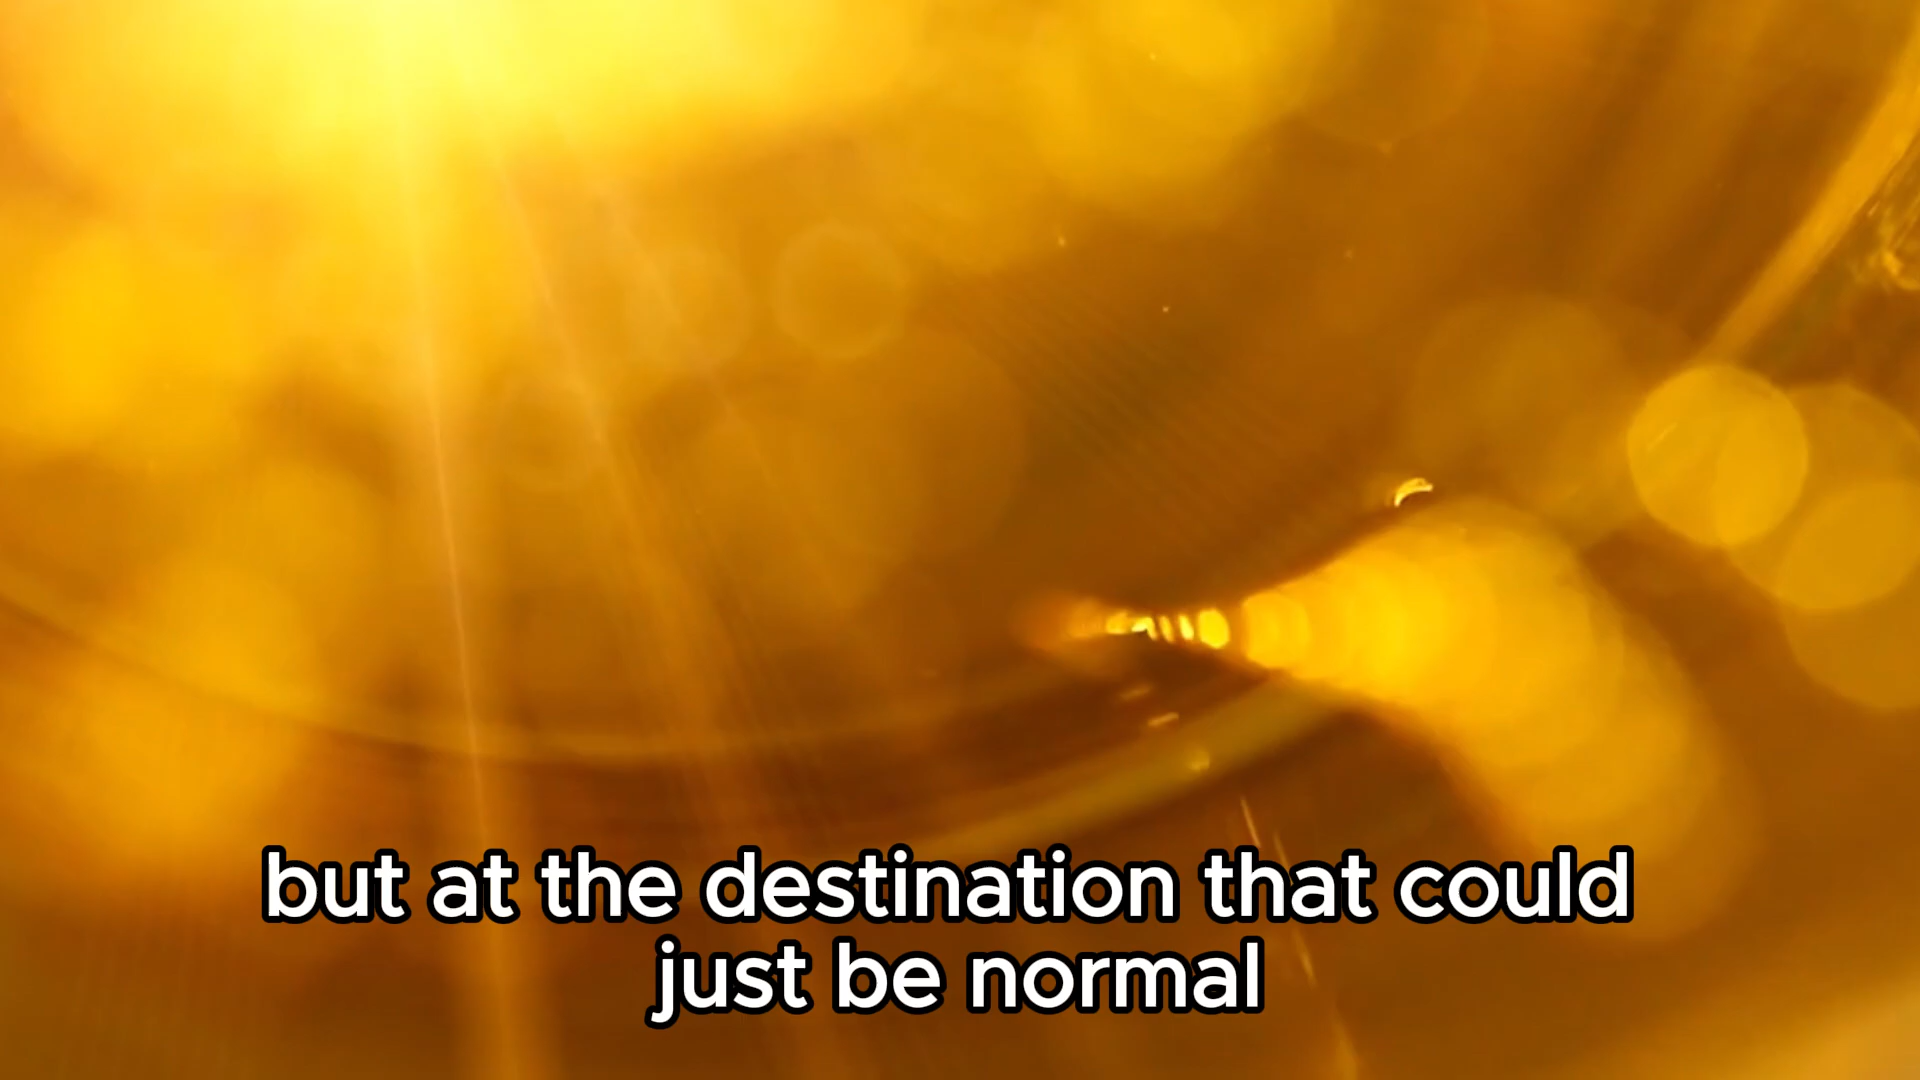 but at the destination that could
just be normal